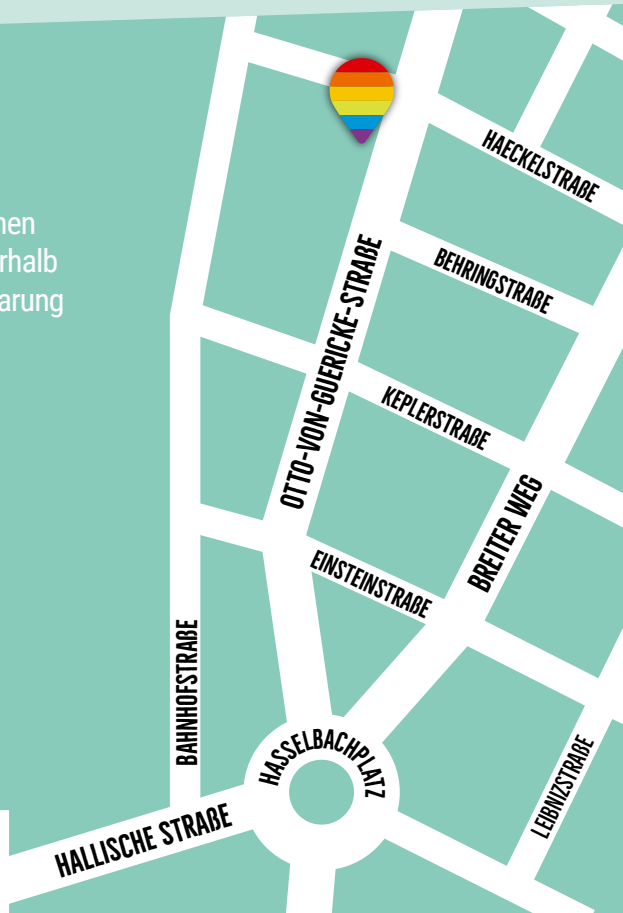 HAECKELSTRAßE
nen
rhalb
BEHRINGSTRAßE
arung
OTTO-VON-GUERICKE-STRAßE
KEPLERSTRAßE
BREITER WEG
EINSTEINSTRAßE
BAHNHOFSTRAßE
HASSELBACHPLATZ
LEIBNIZSTRAßE
HALLISCHE STRAßE